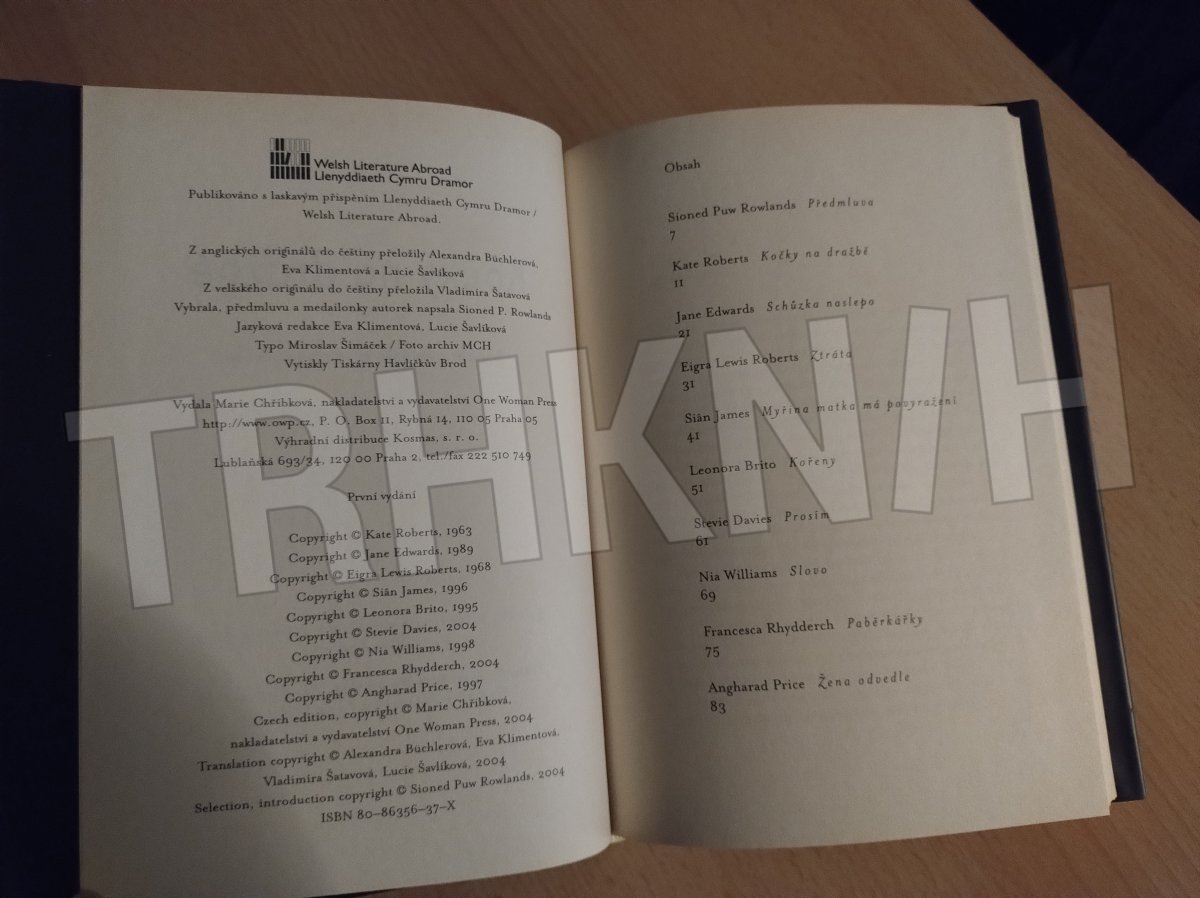 Welsh Literature Abroad
Llenyddiaeth Cymru Dramor
Publikováno s laskavým přispěním Llenyddiaeth Cymru Dramor /
Welsh Literature Abroad.
Z anglických originálů do češtiny přeložily Alexandra Büchlerová,
Eva Klimentová a Lucie Šavlíková
Z velšského originálu do češtiny přeložila Vladimíra Šatavová
Vybrala, předmluvu a medailonky autorek napsala Sioned P. Rowlands
Jazyková redakce Eva Klimentová, Lucie Šavlíková
Typo Miroslav Šimáček / Foto archiv MCH
Vytiskly Tiskárny Havlíčkův Brod
Vydala Marie Chřibková, nakladatelství a vydavatelství One Woman Press
http://www.owp.cz, P. O. Box 11, Rybná 14, 110 05 Praha 05
Výhradní distribuce Kosmas, s. r. o.
Lublaňská 693/34, 120 00 Praha 2, tel./fax 222 510 749
První vydání
Copyright © Kate Roberts, 1963
Copyright © Jane Edwards, 1989
Copyright © Eigra Lewis Roberts, 1968
Copyright © Siân James, 1996
Copyright © Leonora Brito, 1995
Copyright © Stevie Davies, 2004
Copyright © Nia Williams, 1998
Copyright © Francesca Rhydderch, 2004
Copyright © Angharad Price, 1997
Czech edition, copyright © Marie Chřibková,
nakladatelství a vydavatelství One Woman Press, 2004
Translation copyright © Alexandra Büchlerová, Eva Klimentová,
Vladimíra Šatavová, Lucie Šavlíková, 2004
Selection, introduction copyright © Sioned Puw Rowlands, 2004
ISBN 80–86356–37–X
Obsah
Sioned Puw Rowlands Předmluva
7
Kate Roberts Kočky na dražbě
11
Jane Edwards Schůzka naslepo
21
Eigra Lewis Roberts Ztráta
31
Siân James Myřina matka má povyražení
41
Leonora Brito Kořeny
51
Stevie Davies Prosím
61
Nia Williams Slovo
69
Francesca Rhydderch Paběrkářky
75
Angharad Price Žena odvedle
83
TRHKNIH